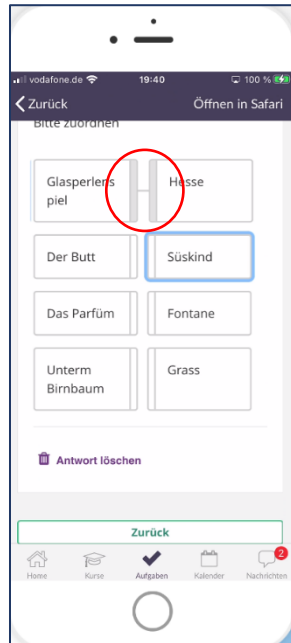 vodafone.de 19:40 100 %
Zurück Öffnen in Safari
Bitte zuordnen
Glasperlens
piel
Hesse
Der Butt
Süskind
Das Parfüm
Fontane
Unterm
Birnbaum
Grass
Antwort löschen
Zurück
2
Home Kurse Aufgaben Kalender Nachrichten